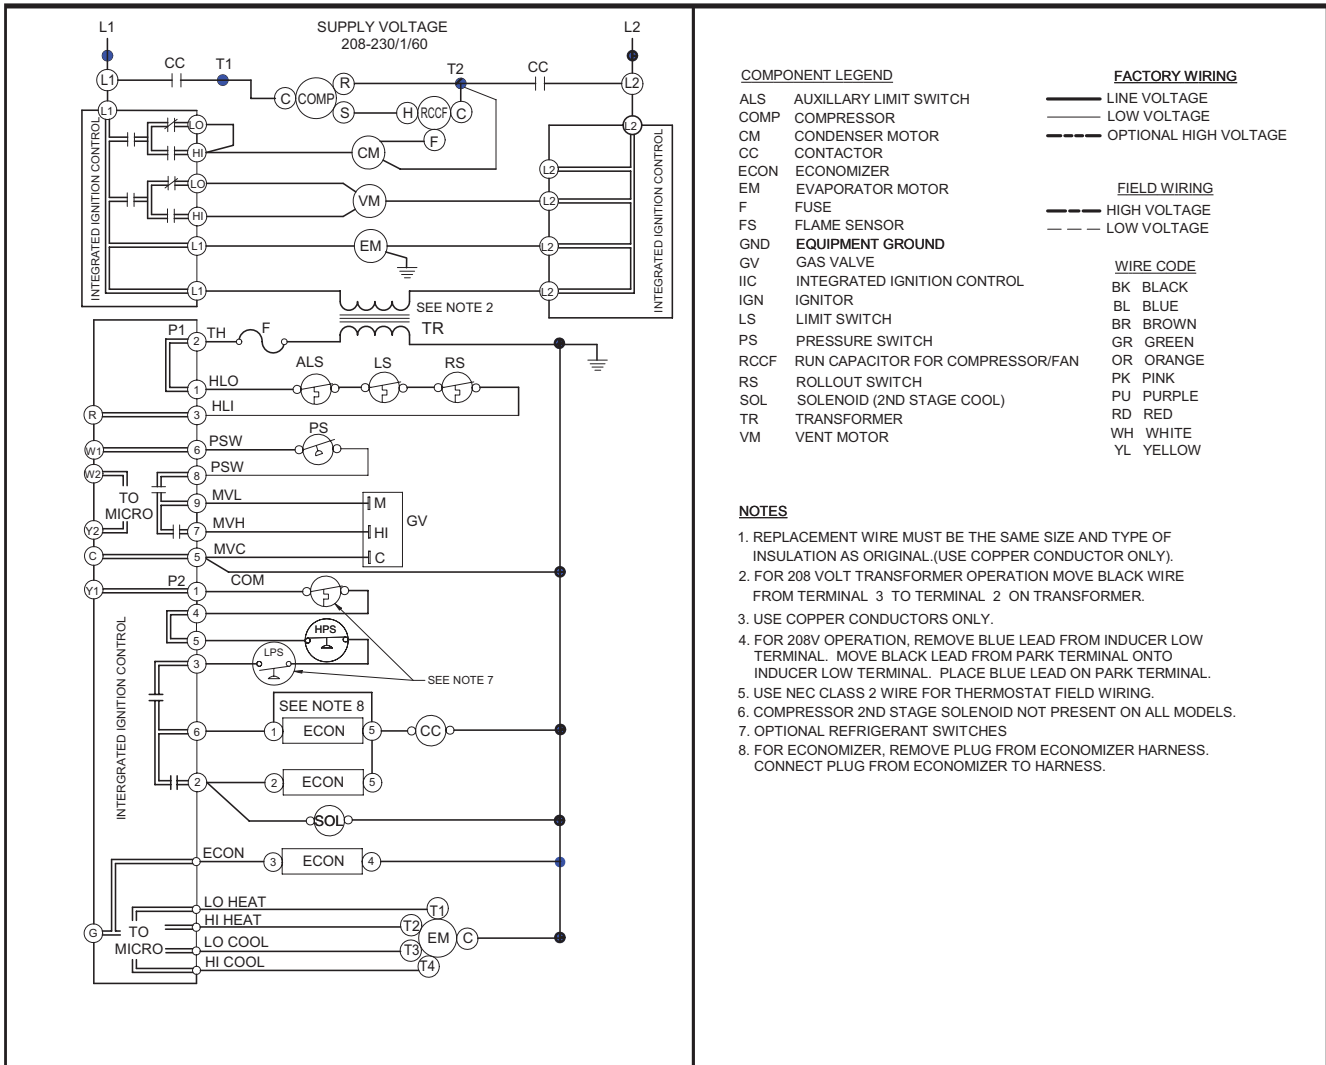 L1
SUPPLY VOLTAGE
208-230/1/60
L2
CC
T1
T2
CC
L1
C
COMP
R
S
H
RCCF
C
F
L2
L1
INTEGRATED IGNITION CONTROL
LO
HI
CM
LO
HI
VM
L1
EM
L1
L2
L2
L2
L2
L2
INTEGRATED IGNITION CONTROL
SEE NOTE 2
TR
P1
2
TH
F
ALS
LS
RS
1
HLO
R
3
HLI
PS
W1
6
PSW
W2
8
PSW
TO
MICRO
9
MVL
M
GV
7
MVH
HI
Y2
C
5
MVC
C
P2
COM
Y1
1
4
5
HPS
3
LPS
SEE NOTE 7
INTERGRATED IGNITION CONTROL
SEE NOTE 8
6
1
ECON
5
CC
2
2
ECON
5
SOL
ECON
3
ECON
4
G
TO
MICRO
LO HEAT
HI HEAT
LO COOL
HI COOL
T1
T2
EM
C
T3
T4
COMPONENT LEGEND
ALS AUXILLARY LIMIT SWITCH
COMP COMPRESSOR
CM CONDENSER MOTOR
CC CONTACTOR
ECON ECONOMIZER
EM EVAPORATOR MOTOR
F FUSE
FS FLAME SENSOR
GND EQUIPMENT GROUND
GV GAS VALVE
IIC INTEGRATED IGNITION CONTROL
IGN IGNITOR
LS LIMIT SWITCH
PS PRESSURE SWITCH
RCCF RUN CAPACITOR FOR COMPRESSOR/FAN
RS ROLLOUT SWITCH
SOL SOLENOID (2ND STAGE COOL)
TR TRANSFORMER
VM VENT MOTOR
FACTORY WIRING
LINE VOLTAGE
LOW VOLTAGE
OPTIONAL HIGH VOLTAGE
FIELD WIRING
HIGH VOLTAGE
LOW VOLTAGE
WIRE CODE
BK BLACK
BL BLUE
BR BROWN
GR GREEN
OR ORANGE
PK PINK
PU PURPLE
RD RED
WH WHITE
YL YELLOW
NOTES
1. REPLACEMENT WIRE MUST BE THE SAME SIZE AND TYPE OF
INSULATION AS ORIGINAL.(USE COPPER CONDUCTOR ONLY).
2. FOR 208 VOLT TRANSFORMER OPERATION MOVE BLACK WIRE
FROM TERMINAL 3 TO TERMINAL 2 ON TRANSFORMER.
3. USE COPPER CONDUCTORS ONLY.
4. FOR 208V OPERATION, REMOVE BLUE LEAD FROM INDUCER LOW
TERMINAL. MOVE BLACK LEAD FROM PARK TERMINAL ONTO
INDUCER LOW TERMINAL. PLACE BLUE LEAD ON PARK TERMINAL.
5. USE NEC CLASS 2 WIRE FOR THERMOSTAT FIELD WIRING.
6. COMPRESSOR 2ND STAGE SOLENOID NOT PRESENT ON ALL MODELS.
7. OPTIONAL REFRIGERANT SWITCHES
8. FOR ECONOMIZER, REMOVE PLUG FROM ECONOMIZER HARNESS.
CONNECT PLUG FROM ECONOMIZER TO HARNESS.